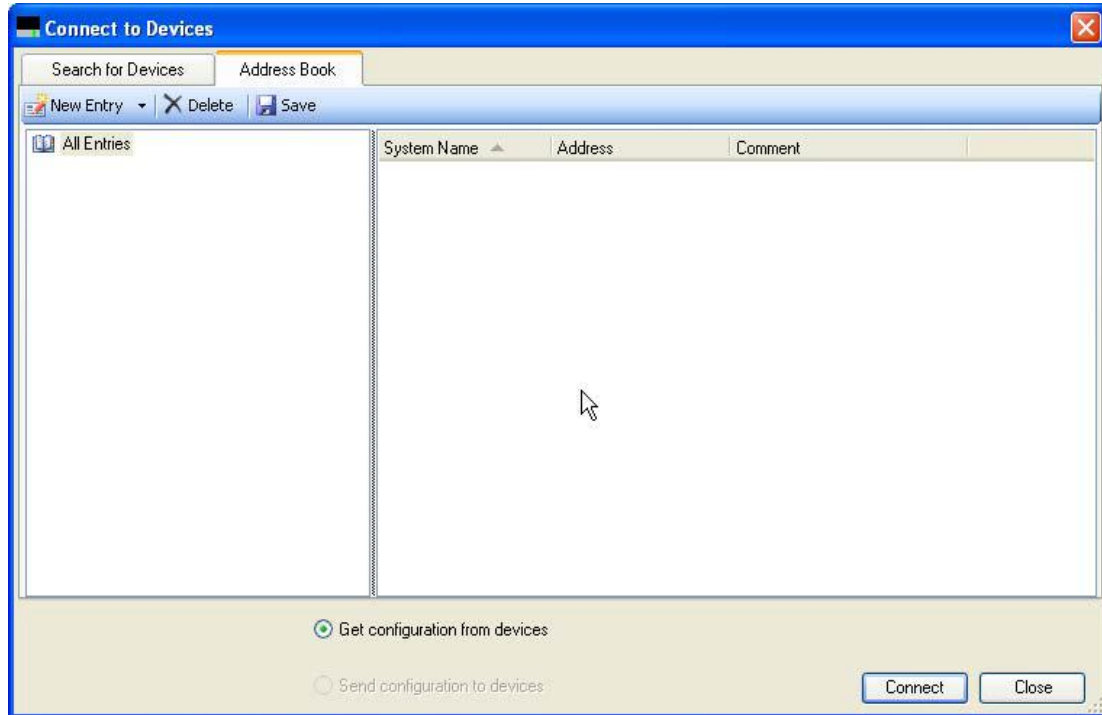 Connect to Devices
Search for Devices Address Book
New Entry Delete Save
All Entries
System Name Address Comment
Get configuration from devices
Send configuration to devices
Connect Close